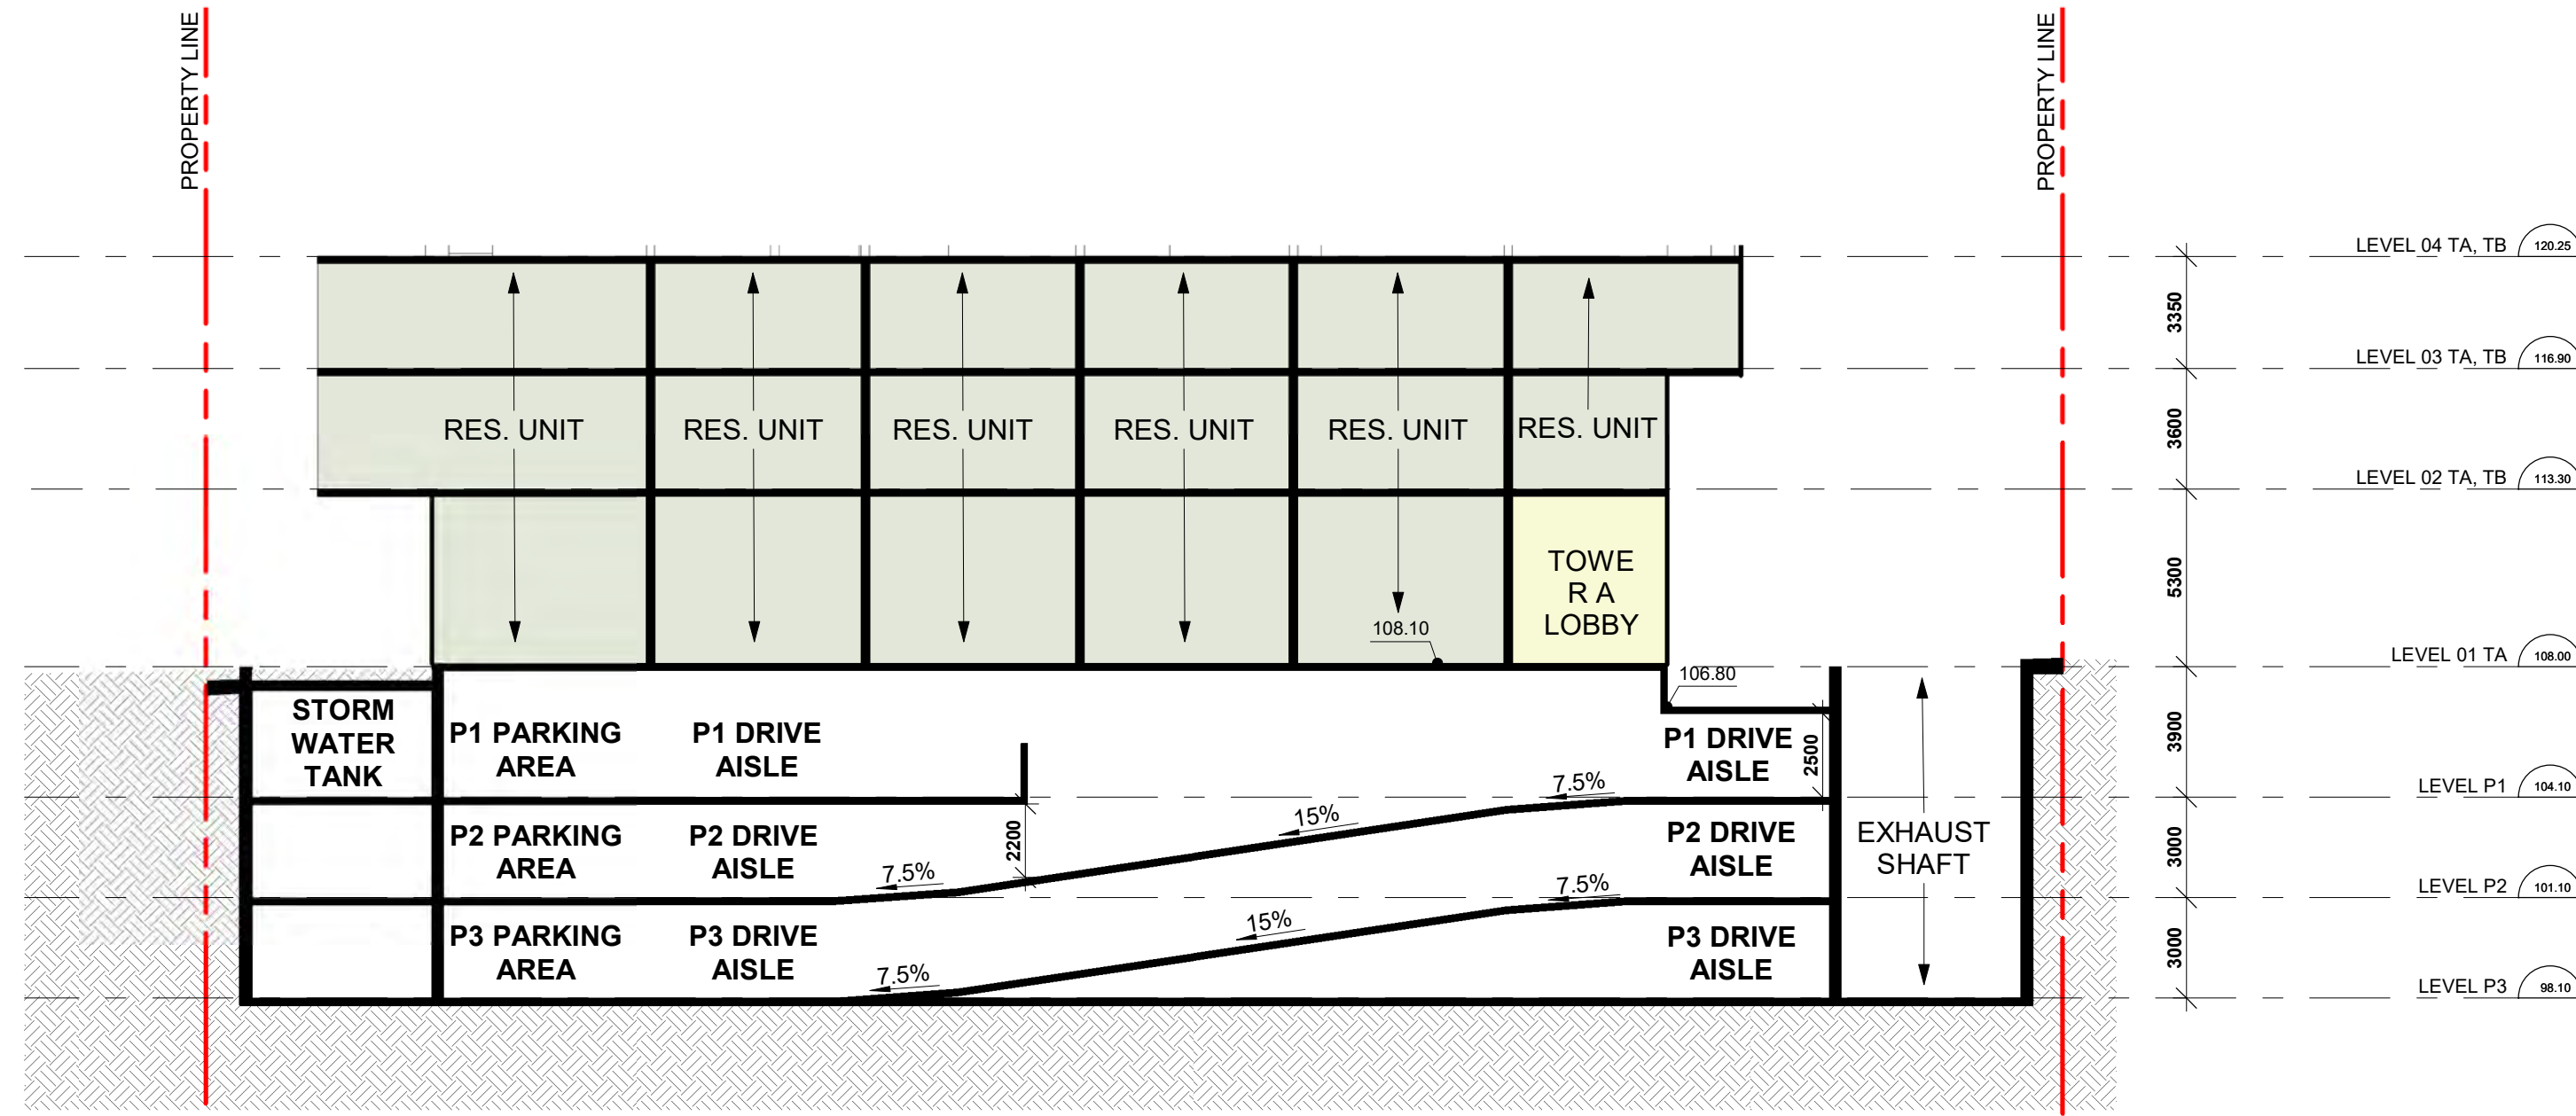 PROPERTY LINE
PROPERTY LINE
LEVEL 04 TA, TB 120.25
3350
LEVEL 03 TA, TB 116.90
RES. UNIT RES. UNIT RES. UNIT RES. UNIT RES. UNIT RES. UNIT
3600
LEVEL 02 TA, TB 113.30
TOWE
R A
LOBBY
5300
108.10
LEVEL 01 TA 108.00
106.80
STORM
WATER
TANK
P1 PARKING
AREA
P1 DRIVE
AISLE
P1 DRIVE
AISLE
2500
3900
7.5%
LEVEL P1 104.10
15%
P2 PARKING
AREA
P2 DRIVE
AISLE
2200
P2 DRIVE
AISLE
EXHAUST
SHAFT
3000
7.5%
7.5%
LEVEL P2 101.10
15%
P3 PARKING
AREA
P3 DRIVE
AISLE
P3 DRIVE
AISLE
3000
7.5%
LEVEL P3 98.10